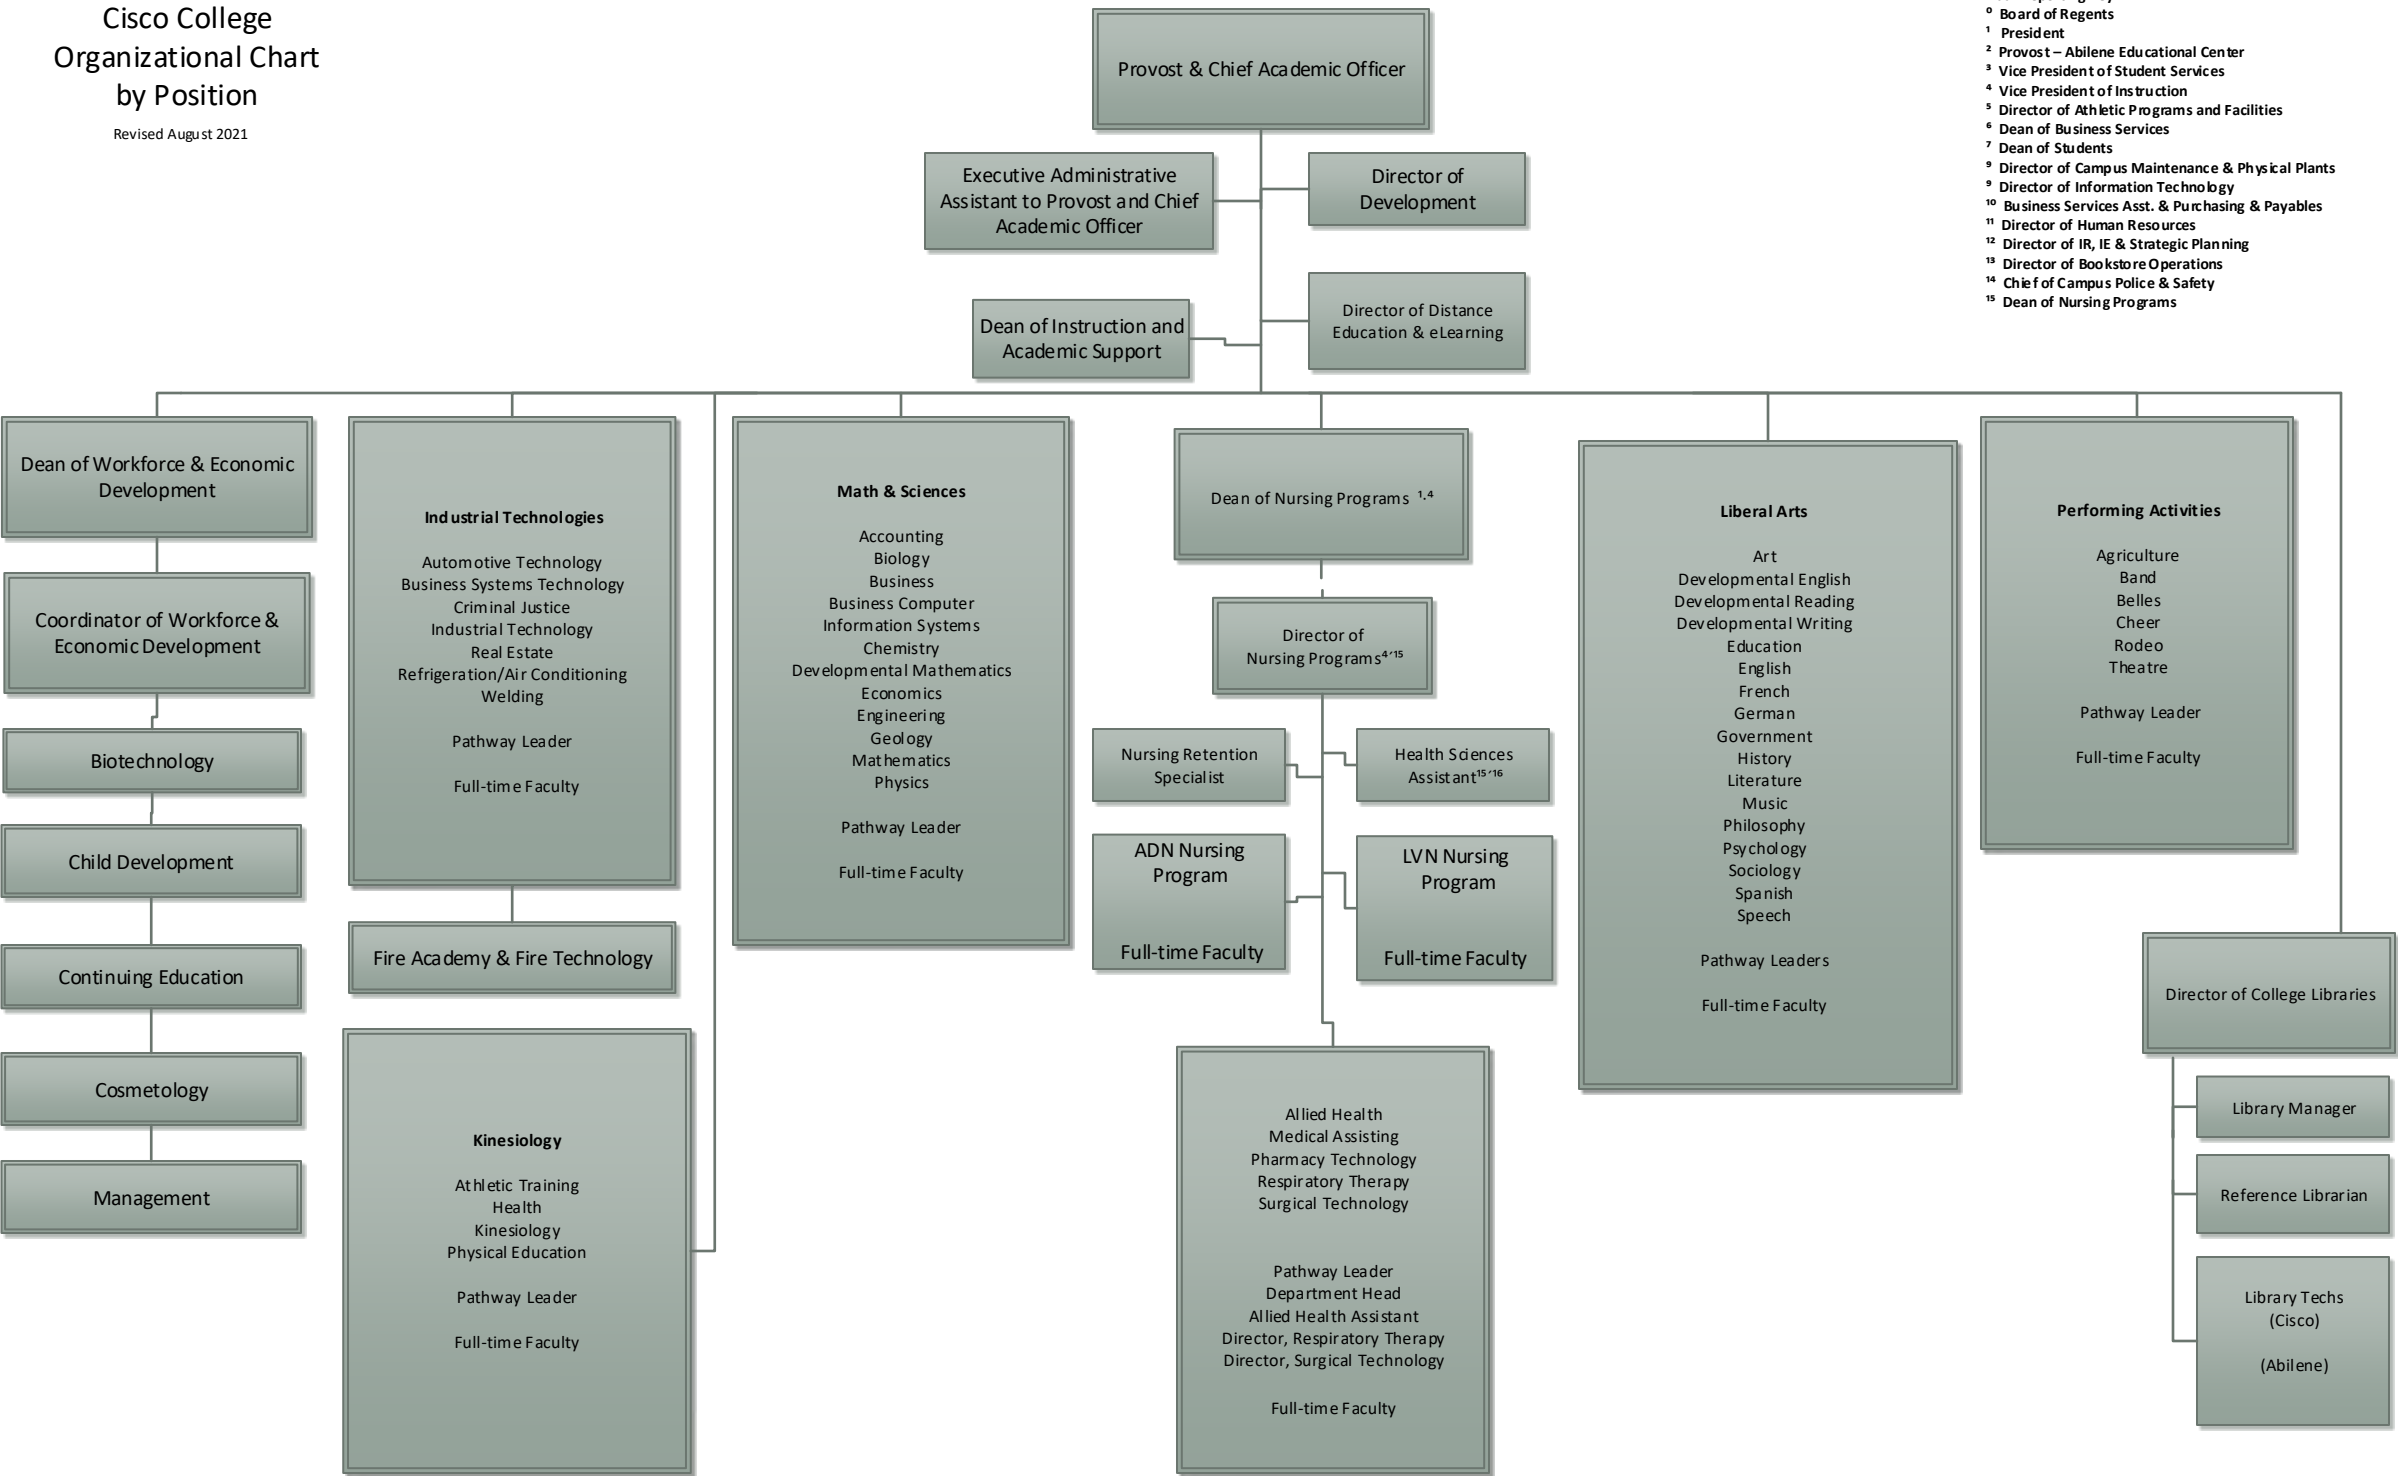 Cisco College
Organizational Chart
by Position
Revised August 2021
⁰ Board of Regents
¹ President
² Provost – Abilene Educational Center
³ Vice President of Student Services
⁴ Vice President of Instruction
⁵ Director of Athletic Programs and Facilities
⁶ Dean of Business Services
⁷ Dean of Students
⁹ Director of Campus Maintenance & Physical Plants
⁹ Director of Information Technology
¹⁰ Business Services Asst. & Purchasing & Payables
¹¹ Director of Human Resources
¹² Director of IR, IE & Strategic Planning
¹³ Director of Bookstore Operations
¹⁴ Chief of Campus Police & Safety
¹⁵ Dean of Nursing Programs
Provost & Chief Academic Officer
Executive Administrative
Assistant to Provost and Chief
Academic Officer
Director of
Development
Dean of Instruction and
Academic Support
Director of Distance
Education & eLearning
Dean of Workforce & Economic
Development
Coordinator of Workforce &
Economic Development
Biotechnology
Child Development
Continuing Education
Cosmetology
Management
Industrial Technologies
Automotive Technology
Business Systems Technology
Criminal Justice
Industrial Technology
Real Estate
Refrigeration/Air Conditioning
Welding
Pathway Leader
Full-time Faculty
Fire Academy & Fire Technology
Kinesiology
Athletic Training
Health
Kinesiology
Physical Education
Pathway Leader
Full-time Faculty
Math & Sciences
Accounting
Biology
Business
Business Computer
Information Systems
Chemistry
Developmental Mathematics
Economics
Engineering
Geology
Mathematics
Physics
Pathway Leader
Full-time Faculty
Dean of Nursing Programs ¹·⁴
Director of
Nursing Programs⁴′¹⁵
Nursing Retention
Specialist
Health Sciences
Assistant¹⁵′¹⁶
ADN Nursing
Program
Full-time Faculty
LVN Nursing
Program
Full-time Faculty
Allied Health
Medical Assisting
Pharmacy Technology
Respiratory Therapy
Surgical Technology
Pathway Leader
Department Head
Allied Health Assistant
Director, Respiratory Therapy
Director, Surgical Technology
Full-time Faculty
Liberal Arts
Art
Developmental English
Developmental Reading
Developmental Writing
Education
English
French
German
Government
History
Literature
Music
Philosophy
Psychology
Sociology
Spanish
Speech
Pathway Leaders
Full-time Faculty
Performing Activities
Agriculture
Band
Belles
Cheer
Rodeo
Theatre
Pathway Leader
Full-time Faculty
Director of College Libraries
Library Manager
Reference Librarian
Library Techs
(Cisco)
(Abilene)